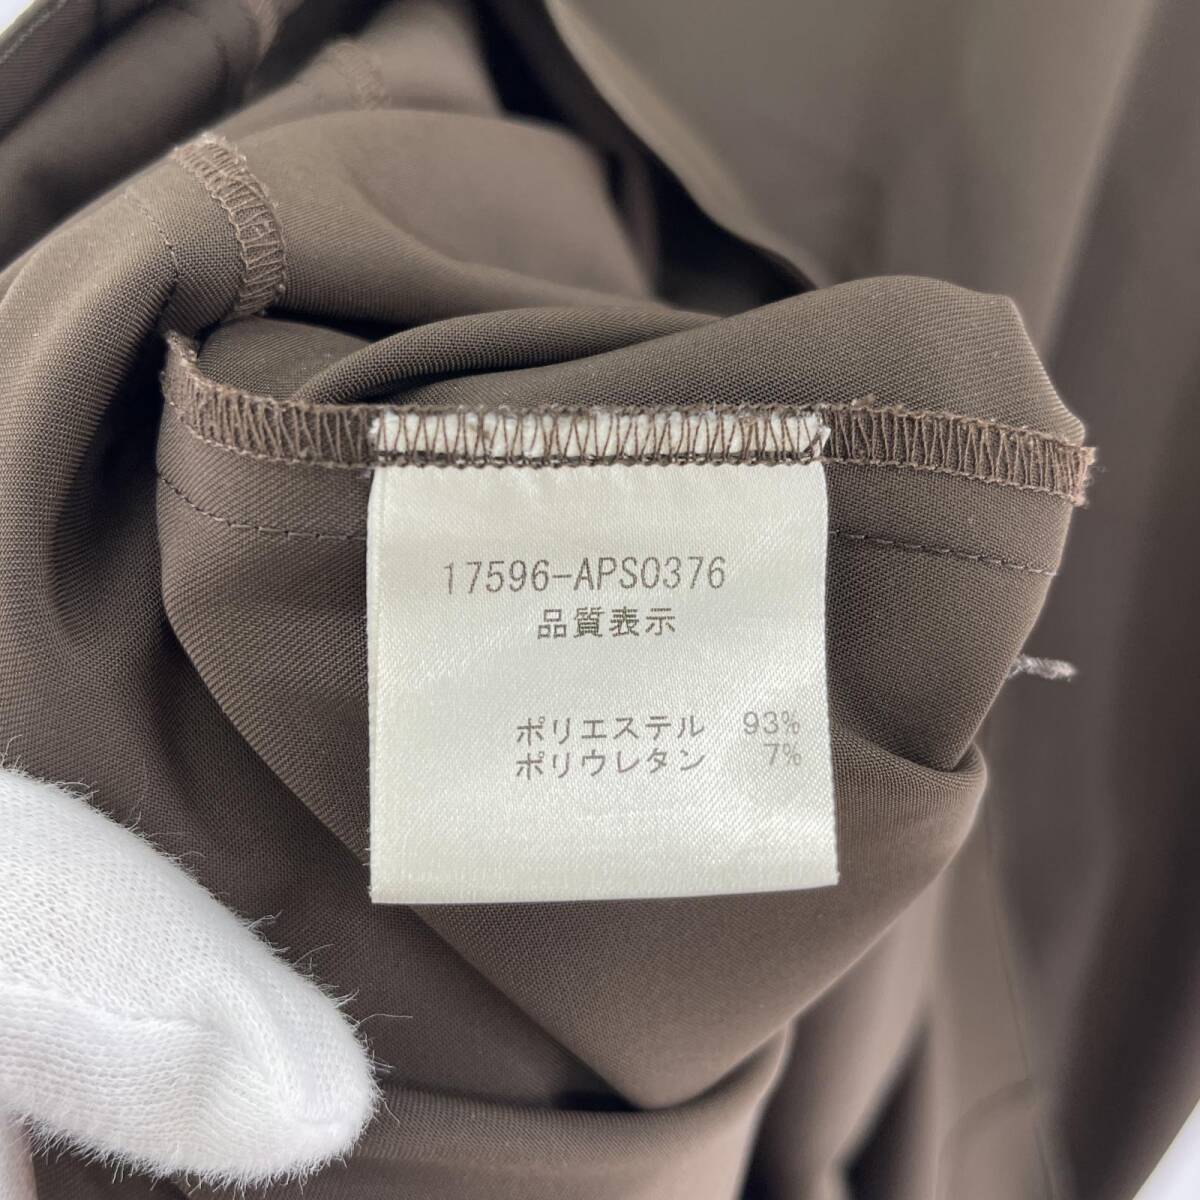 17596-APS0376
品質表示
ポリエステル 93%
ポリウレタン 7%